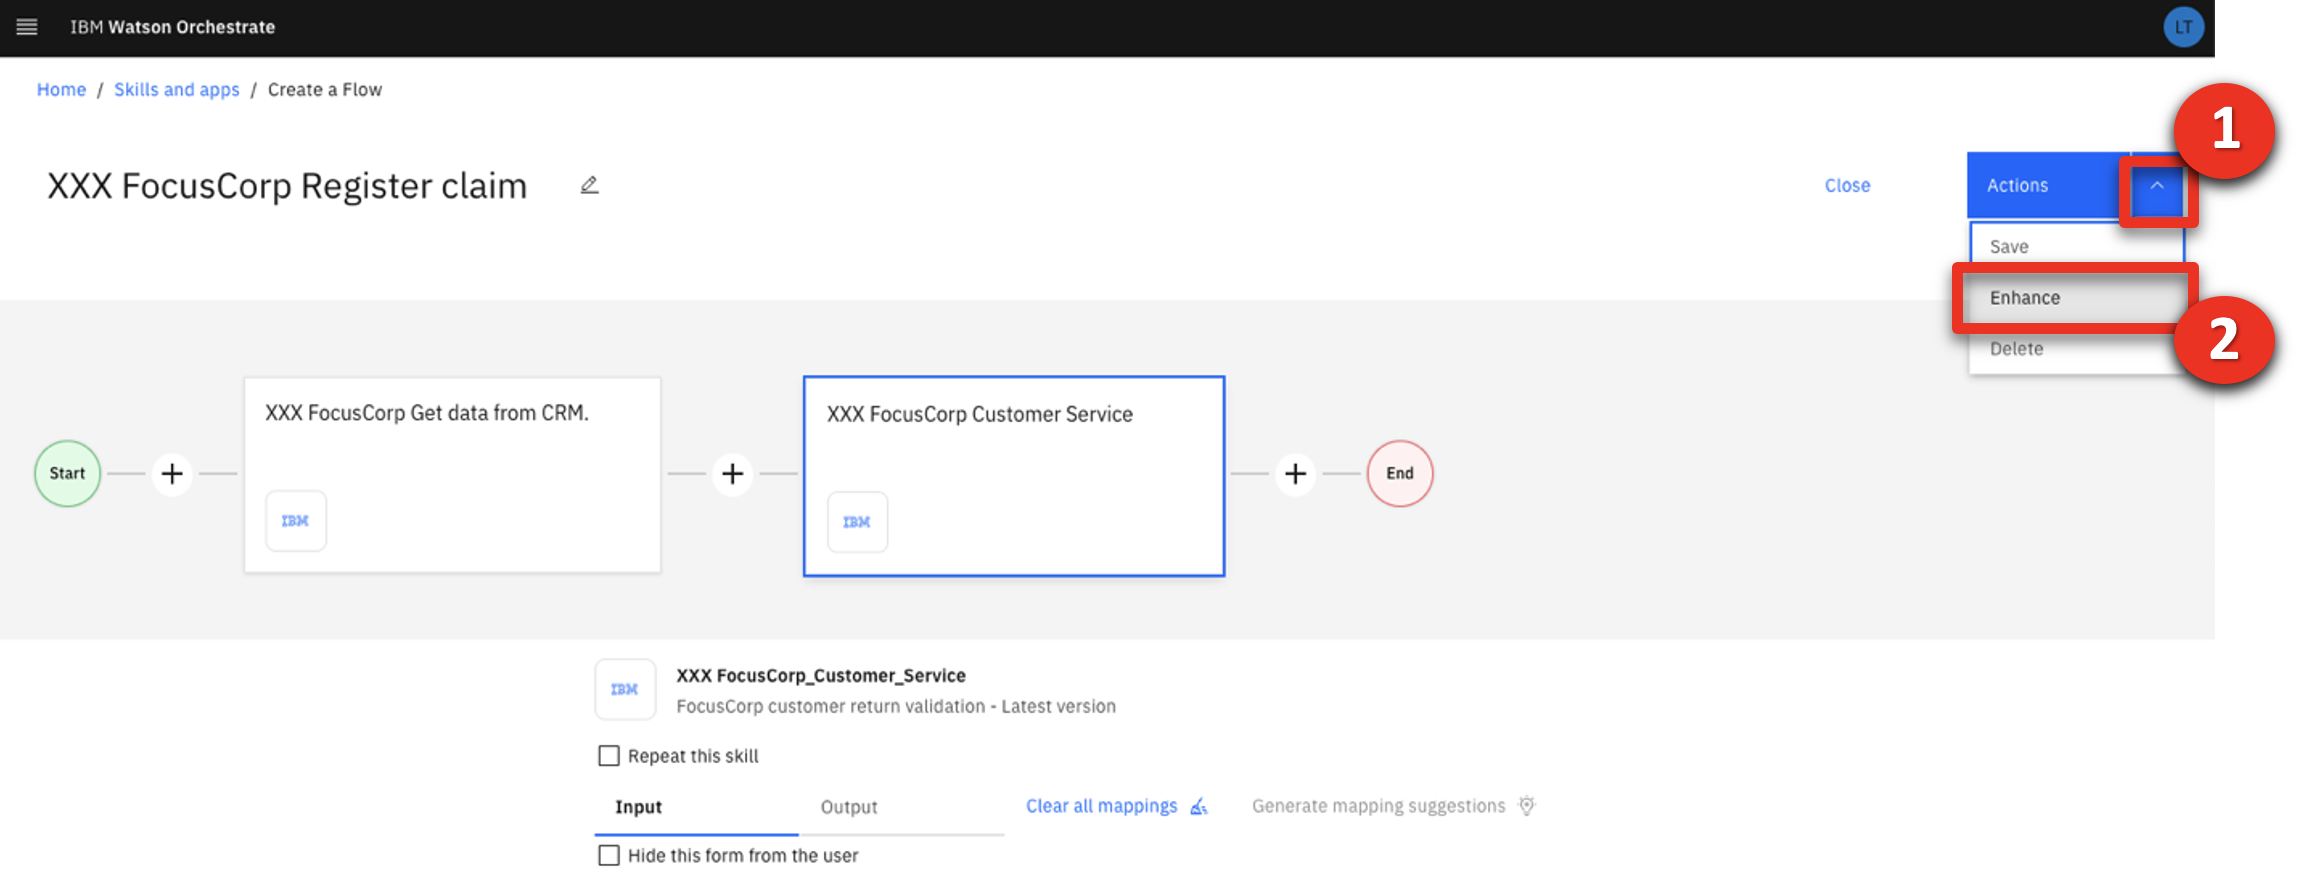 IBM Watson Orchestrate
LT
Home / Skills and apps / Create a Flow
1
XXX FocusCorp Register claim
Close
Actions
Save
Enhance
2
Delete
XXX FocusCorp Get data from CRM.
XXX FocusCorp Customer Service
Start
End
IBM
IBM
IBM
XXX FocusCorp_Customer_Service
FocusCorp customer return validation - Latest version
Repeat this skill
Input
Output
Clear all mappings
Generate mapping suggestions
Hide this form from the user